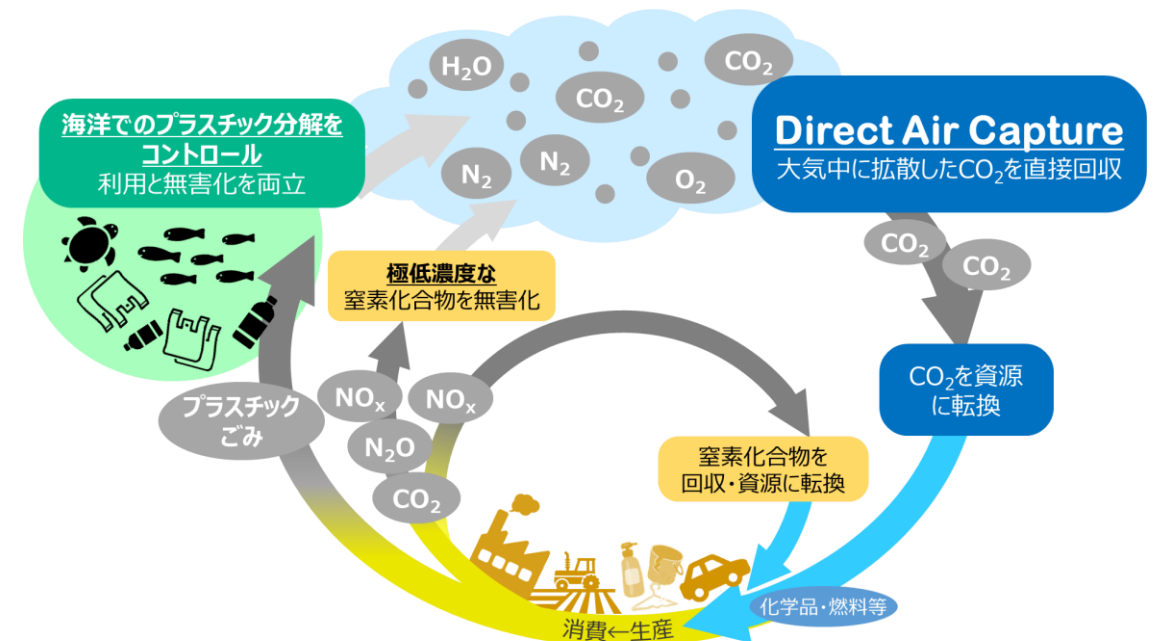 海洋でのプラスチック分解を
コントロール
利用と無害化を両立
H₂O
CO₂
CO₂
N₂
N₂
O₂
Direct Air Capture
大気中に拡散したCO₂を直接回収
CO₂
CO₂
極低濃度な
窒素化合物を無害化
CO₂を資源
に転換
プラスチック
ごみ
NOₓ
NOₓ
N₂O
CO₂
窒素化合物を
回収・資源に転換
化学品・燃料等
消費←生産